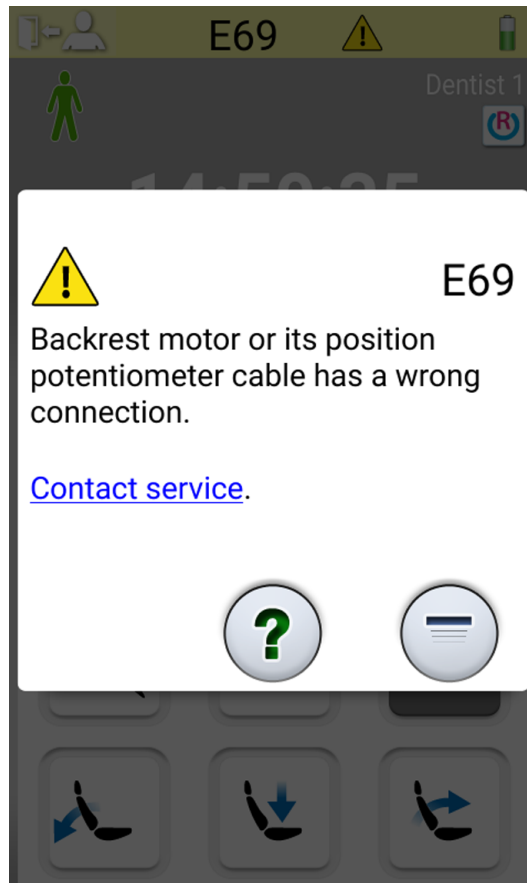 E69
Dentist 1
R
E69
Backrest motor or its position
potentiometer cable has a wrong
connection.
Contact service.
?